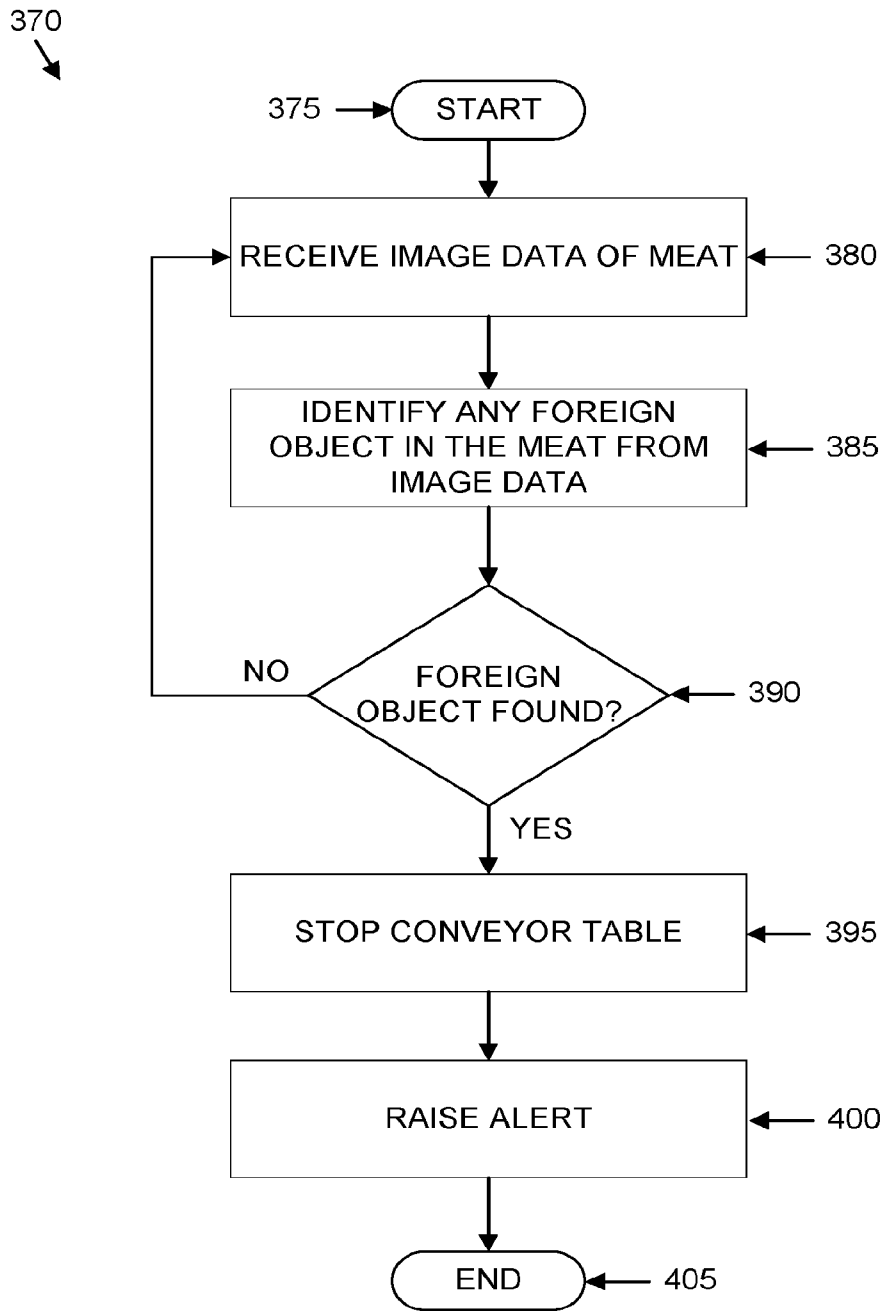 370
375
START
RECEIVE IMAGE DATA OF MEAT
380
IDENTIFY ANY FOREIGN
OBJECT IN THE MEAT FROM
IMAGE DATA
385
NO
FOREIGN
OBJECT FOUND?
390
YES
STOP CONVEYOR TABLE
395
RAISE ALERT
400
END
405